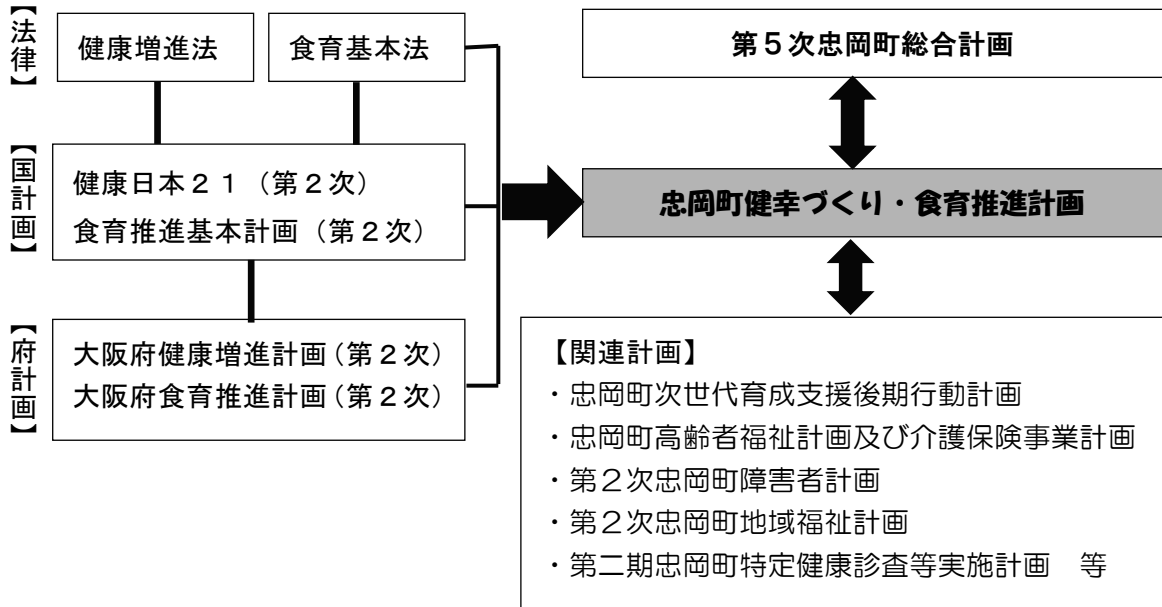 【法律】
健康増進法
食育基本法
【国計画】
健康日本２１（第２次）
食育推進基本計画（第２次）
【府計画】
大阪府健康増進計画（第２次）
大阪府食育推進計画（第２次）
第５次忠岡町総合計画
忠岡町健幸づくり・食育推進計画
【関連計画】
・忠岡町次世代育成支援後期行動計画
・忠岡町高齢者福祉計画及び介護保険事業計画
・第２次忠岡町障害者計画
・第２次忠岡町地域福祉計画
・第二期忠岡町特定健康診査等実施計画　等